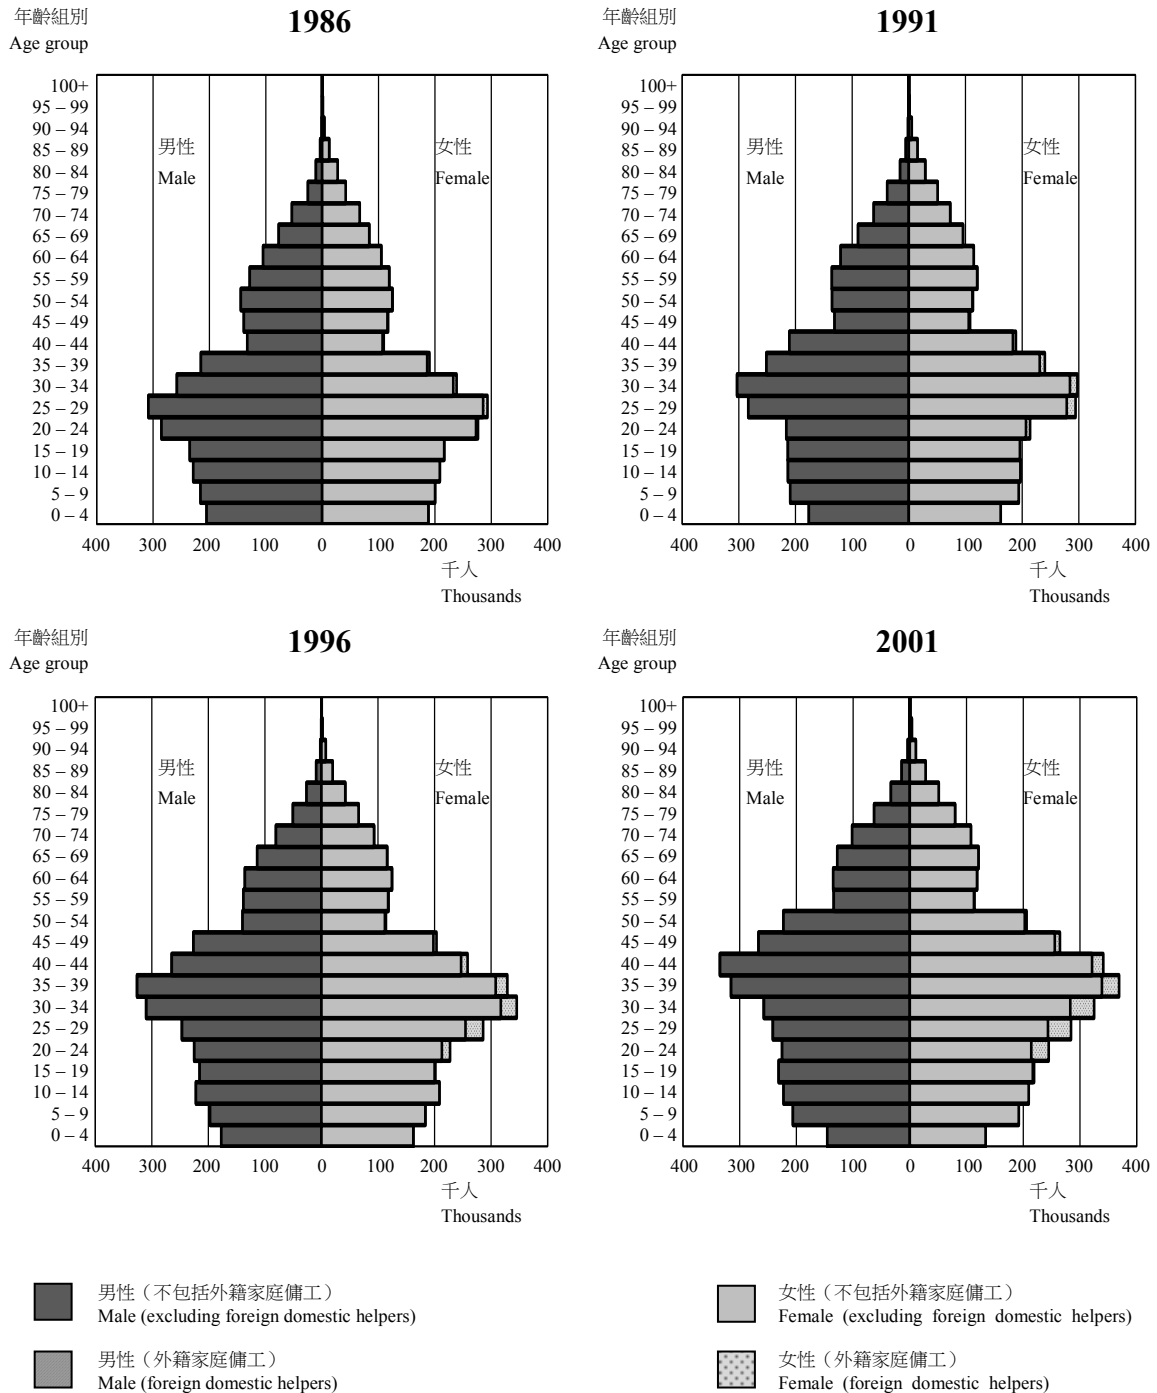 年齡組別
Age group
1986
100+
95 – 99
90 – 94
85 – 89
80 – 84
75 – 79
70 – 74
65 – 69
60 – 64
55 – 59
50 – 54
45 – 49
40 – 44
35 – 39
30 – 34
25 – 29
20 – 24
15 – 19
10 – 14
5 – 9
0 – 4
男性
Male
女性
Female
400 300 200 100 0 100 200 300 400
千人
Thousands
年齡組別
Age group
1991
100+
95 – 99
90 – 94
85 – 89
80 – 84
75 – 79
70 – 74
65 – 69
60 – 64
55 – 59
50 – 54
45 – 49
40 – 44
35 – 39
30 – 34
25 – 29
20 – 24
15 – 19
10 – 14
5 – 9
0 – 4
男性
Male
女性
Female
400 300 200 100 0 100 200 300 400
千人
Thousands
年齡組別
Age group
1996
100+
95 – 99
90 – 94
85 – 89
80 – 84
75 – 79
70 – 74
65 – 69
60 – 64
55 – 59
50 – 54
45 – 49
40 – 44
35 – 39
30 – 34
25 – 29
20 – 24
15 – 19
10 – 14
5 – 9
0 – 4
男性
Male
女性
Female
400 300 200 100 0 100 200 300 400
千人
Thousands
年齡組別
Age group
2001
100+
95 – 99
90 – 94
85 – 89
80 – 84
75 – 79
70 – 74
65 – 69
60 – 64
55 – 59
50 – 54
45 – 49
40 – 44
35 – 39
30 – 34
25 – 29
20 – 24
15 – 19
10 – 14
5 – 9
0 – 4
男性
Male
女性
Female
400 300 200 100 0 100 200 300 400
千人
Thousands
男性（不包括外籍家庭傭工）
Male (excluding foreign domestic helpers)
女性（不包括外籍家庭傭工）
Female (excluding foreign domestic helpers)
男性（外籍家庭傭工）
Male (foreign domestic helpers)
女性（外籍家庭傭工）
Female (foreign domestic helpers)